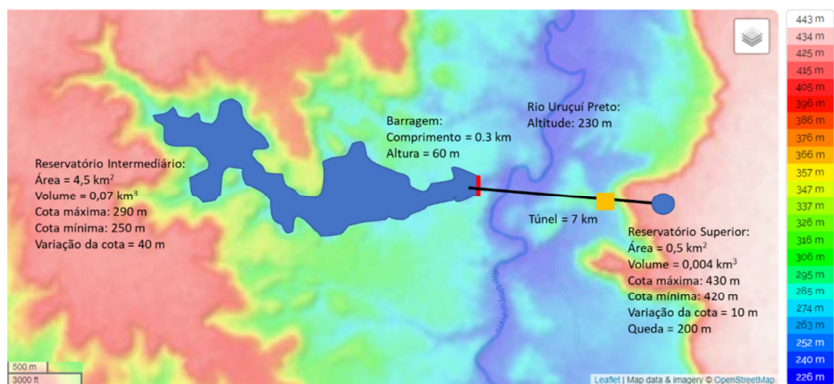 Reservatório Intermediário:
Área = 4,5 km²
Volume = 0,07 km³
Cota máxima: 290 m
Cota mínima: 250 m
Variação da cota = 40 m
Barragem:
Comprimento = 0.3 km
Altura = 60 m
Rio Uruçuí Preto:
Altitude: 230 m
Túnel = 7 km
Reservatório Superior:
Área = 0,5 km²
Volume = 0,004 km³
Cota máxima: 430 m
Cota mínima: 420 m
Variação da cota = 10 m
Queda = 200 m
500 m
3000 ft
Leaflet | Map data & imagery © OpenStreetMap
443 m
434 m
425 m
415 m
405 m
396 m
386 m
376 m
366 m
357 m
347 m
337 m
326 m
316 m
306 m
295 m
285 m
274 m
263 m
252 m
240 m
226 m